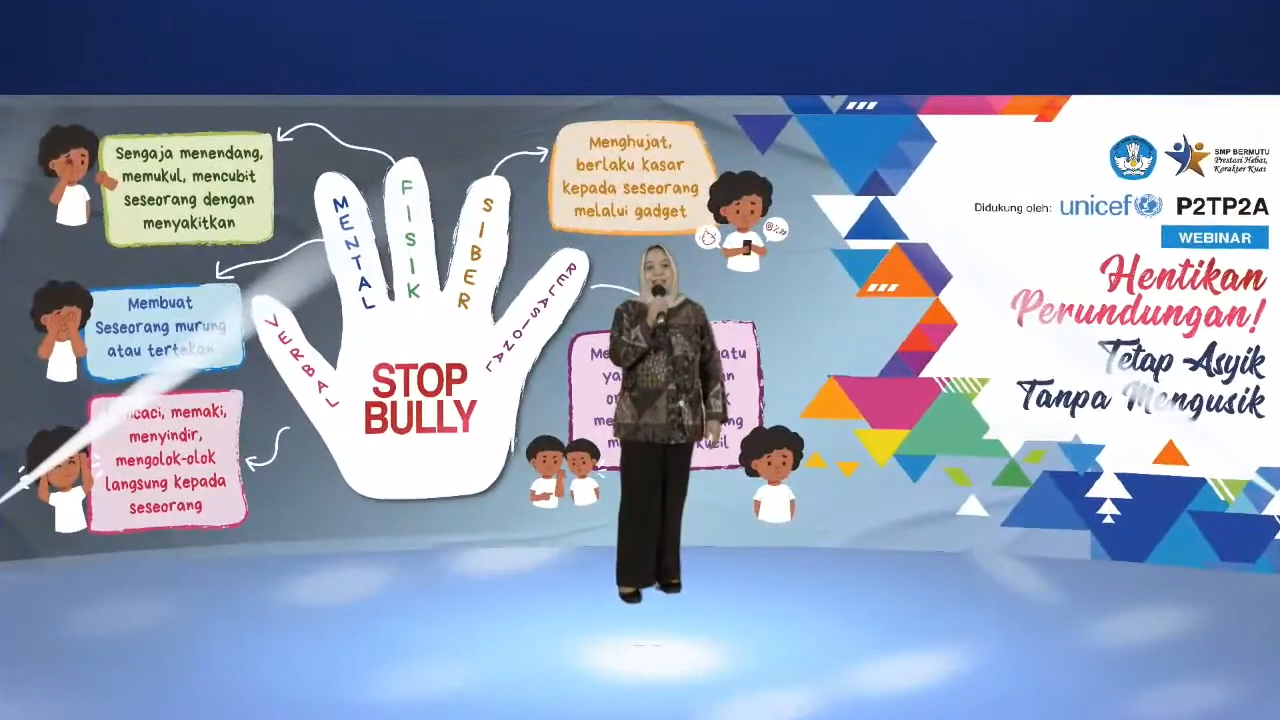 Sengaja menendang,
memukul, mencubit
seseorang dengan
menyakitkan
Membuat
Seseorang murung
atau tertekan
memaki,
menyindir,
mengolok-olok
langsung kepada
seseorang
VERBAL
MENTAL
FISIK
SIBER
RELASIONAL
STOP
BULLY
Menghujat,
berlaku kasar
kepada seseorang
melalui gadget
SMP BERMUTU
Prestasi Hebat,
Karakter Kuat
Didukung oleh: unicef P2TP2A
WEBINAR
Hentikan
Perundungan!
Tetap Asyik
Tanpa Mengusik